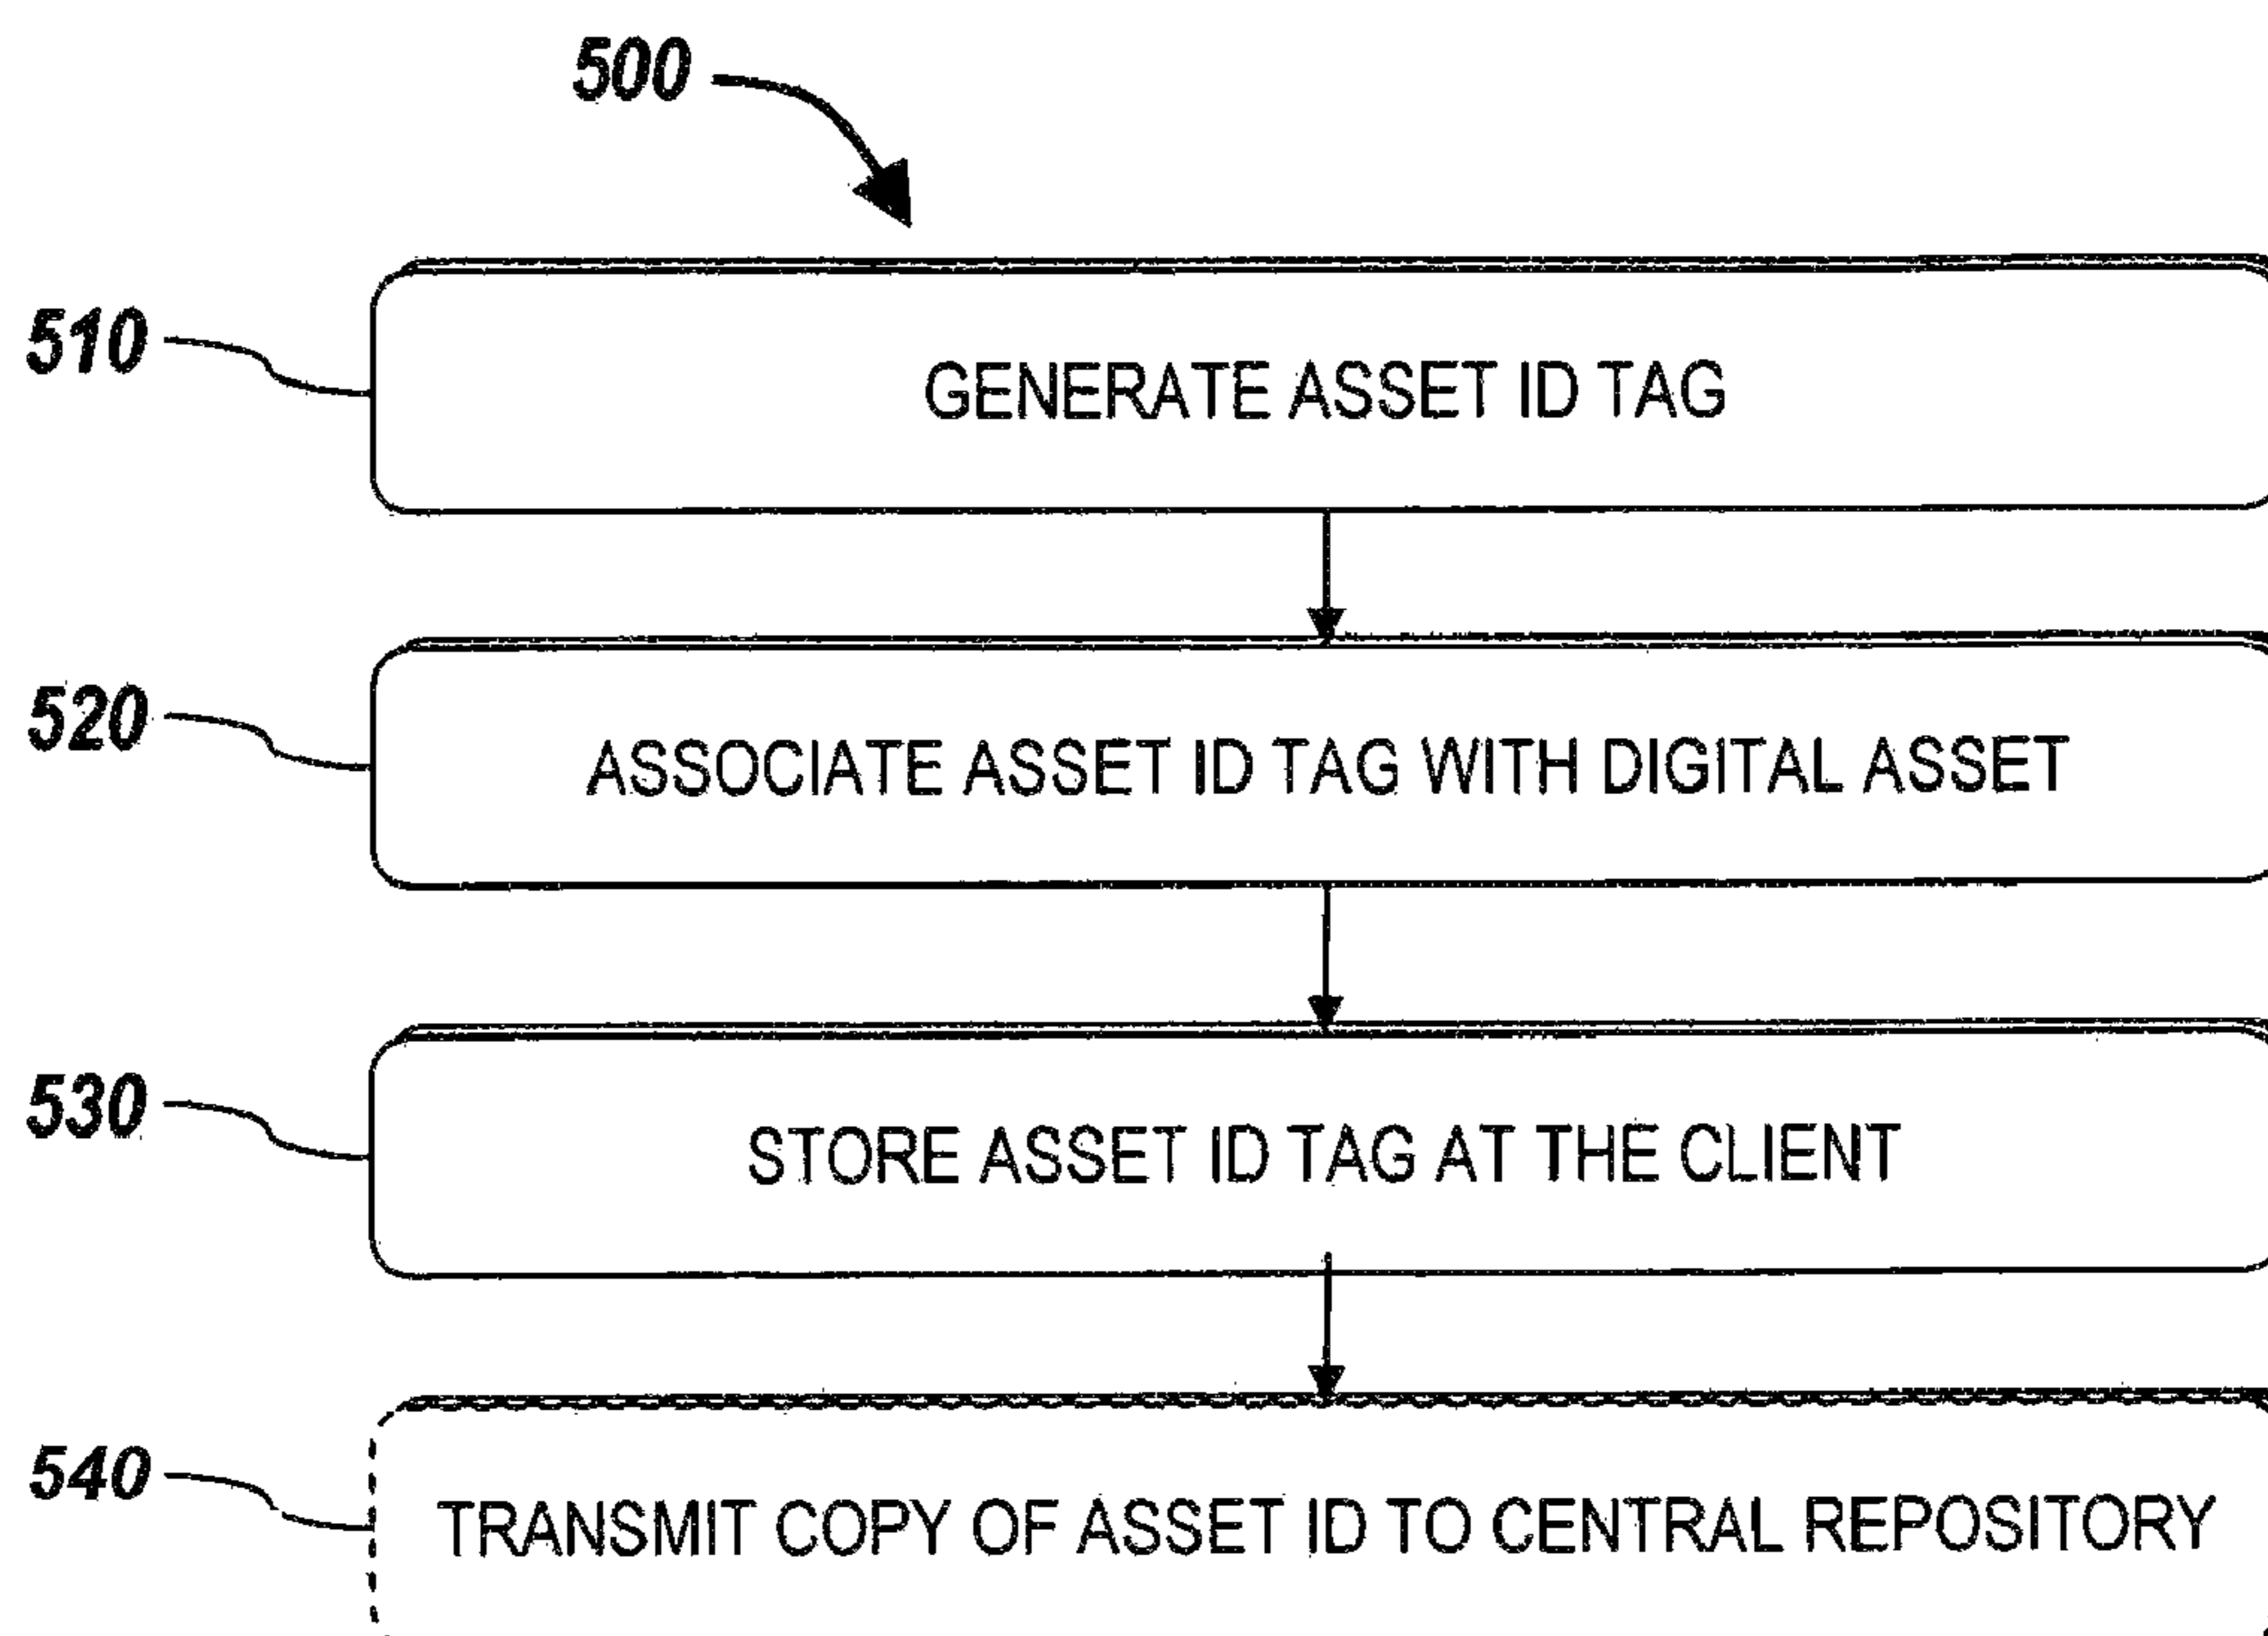 500
510
GENERATE ASSET ID TAG
520
ASSOCIATE ASSET ID TAG WITH DIGITAL ASSET
530
STORE ASSET ID TAG AT THE CLIENT
540
TRANSMIT COPY OF ASSET ID TO CENTRAL REPOSITORY